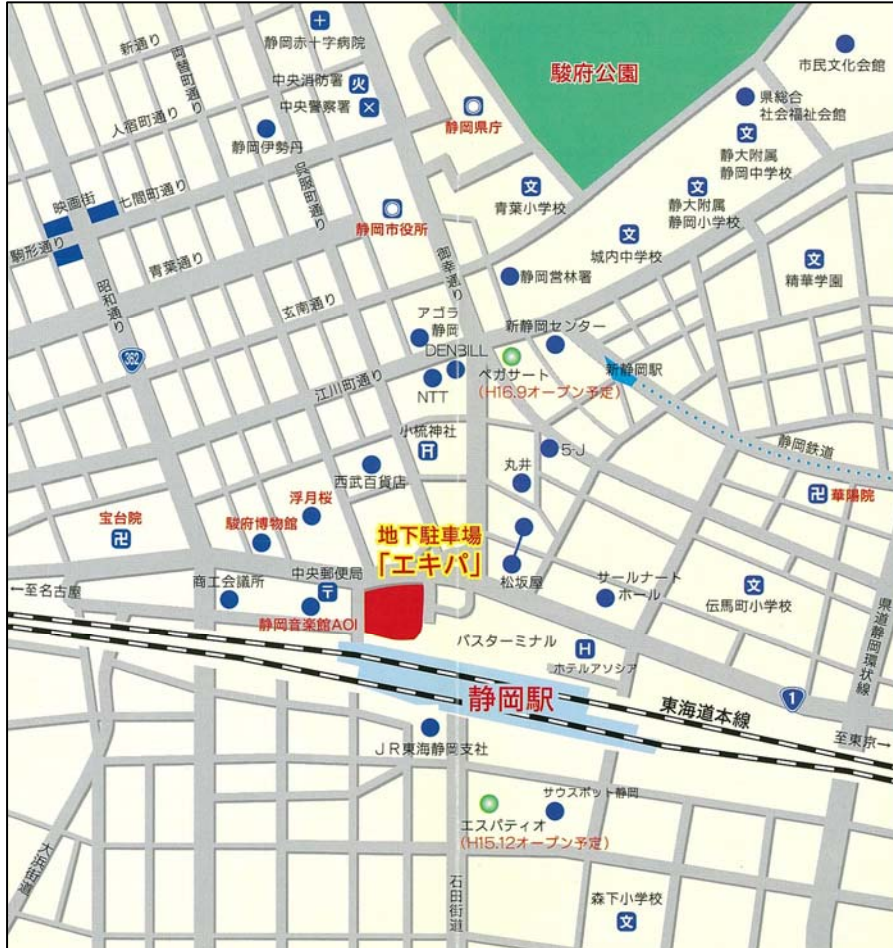 新通り
両替町通り
静岡赤十字病院
市民文化会館
中央消防署
火
駿府公園
中央警察署
県総合
社会福祉会館
人宿町通り
静岡県庁
静岡伊勢丹
文
静大附属
静岡中学校
呉服町通り
映画街
七間町通り
文
青葉小学校
文
静大附属
静岡小学校
静岡市役所
駒形通り
文
城内中学校
文
精華学園
青葉通り
御幸通り
静岡営林署
昭和通り
玄南通り
アゴラ
静岡
新静岡センター
DENBILL
362
ペガサート
(H16.9オープン予定)
新静岡駅
江川町通り
NTT
小梳神社
静岡鉄道
5-J
丸井
西武百貨店
浮月桜
華陽院
宝台院
駿府博物館
地下駐車場
「エキパ」
中央郵便局
商工会議所
松坂屋
サールナート
ホール
文
伝馬町小学校
←至名古屋
〒
静岡音楽館AOI
県道静岡環状線
バスターミナル
H
ホテルアソシア
静岡駅
1
東海道本線
至東京→
JR東海静岡支社
サウスポット静岡
エスパティオ
(H15.12オープン予定)
大浜街道
石田街道
森下小学校
文